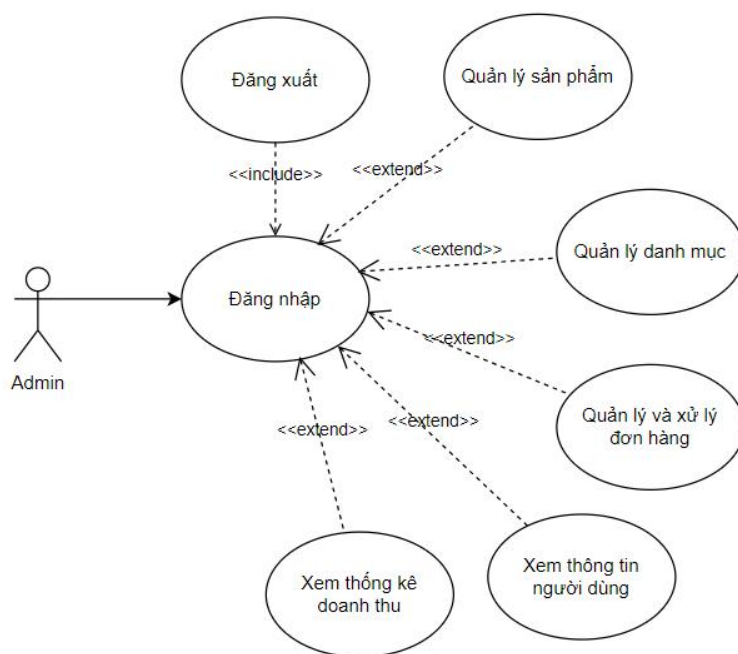 Đăng xuất
Quản lý sản phẩm
<<include>>
<<extend>>
<<extend>>
Quản lý danh mục
Đăng nhập
<<extend>>
Admin
Quản lý và xử lý
đơn hàng
<<extend>>
<<extend>>
Xem thống kê
doanh thu
Xem thông tin
người dùng